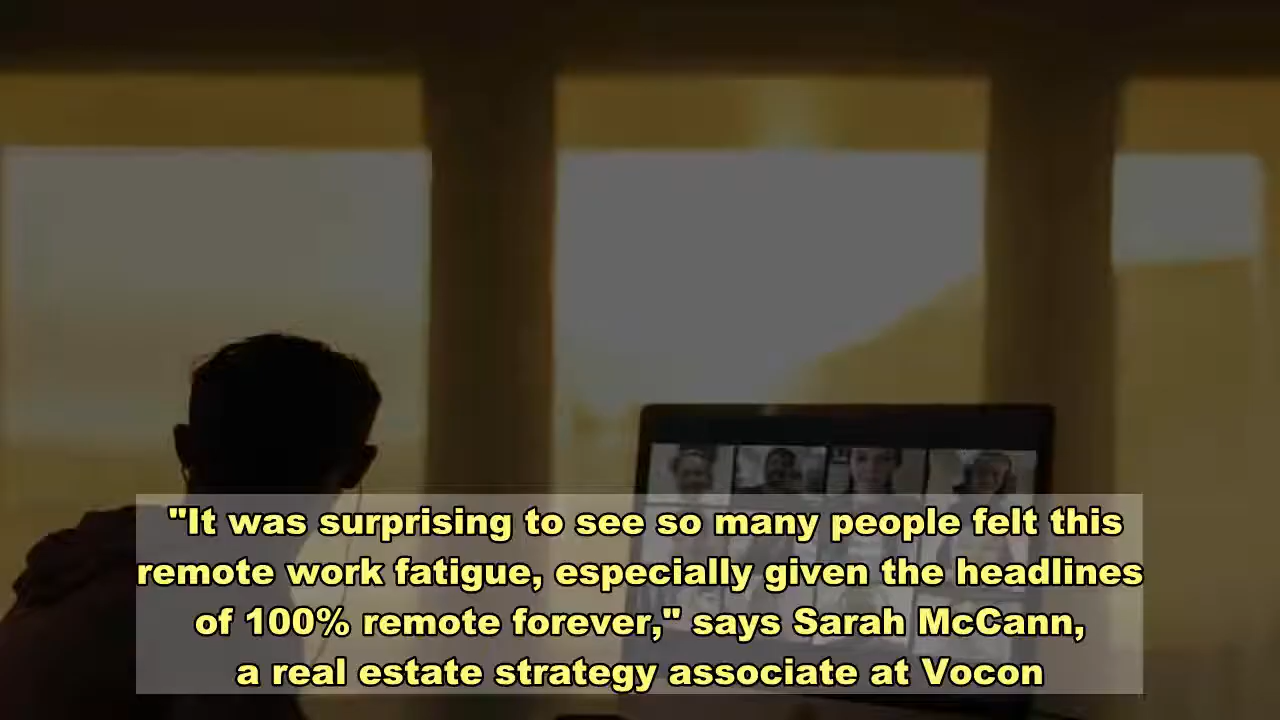 "It was surprising to see so many people felt this
remote work fatigue, especially given the headlines
of 100% remote forever," says Sarah McCann,
a real estate strategy associate at Vocon